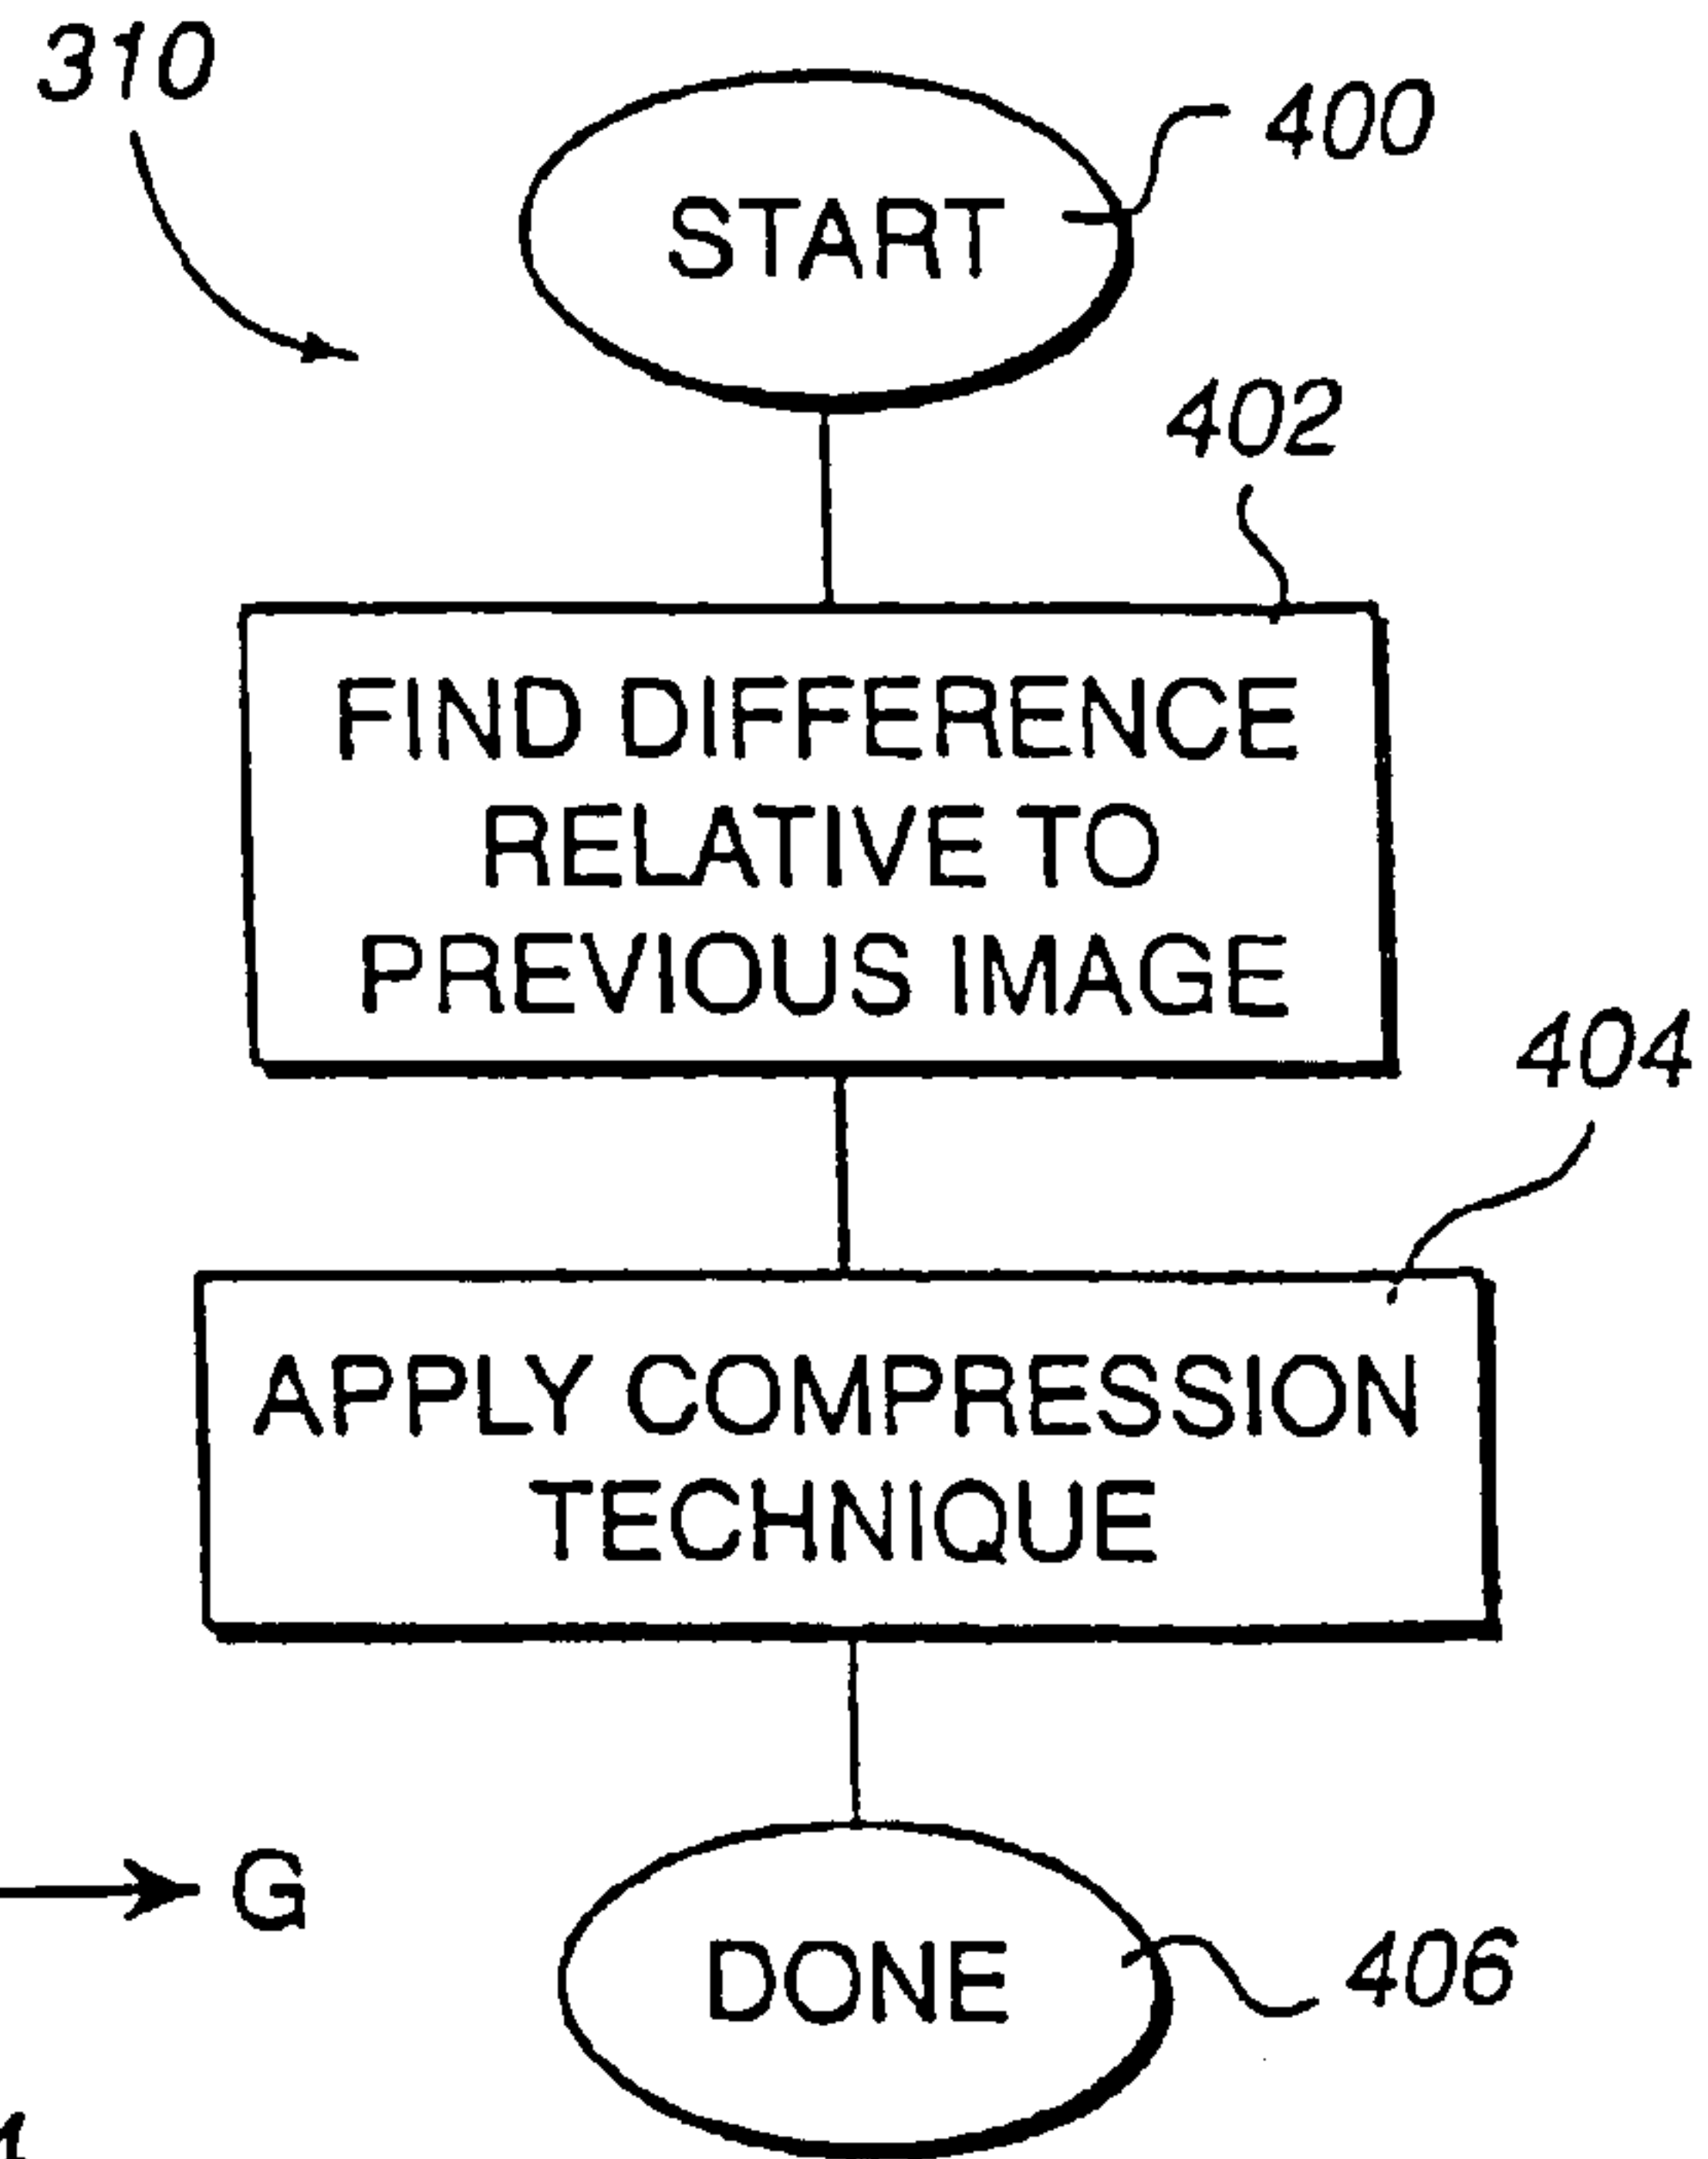 310
400
START
402
FIND DIFFERENCE
RELATIVE TO
PREVIOUS IMAGE
404
APPLY COMPRESSION
TECHNIQUE
G
DONE
406